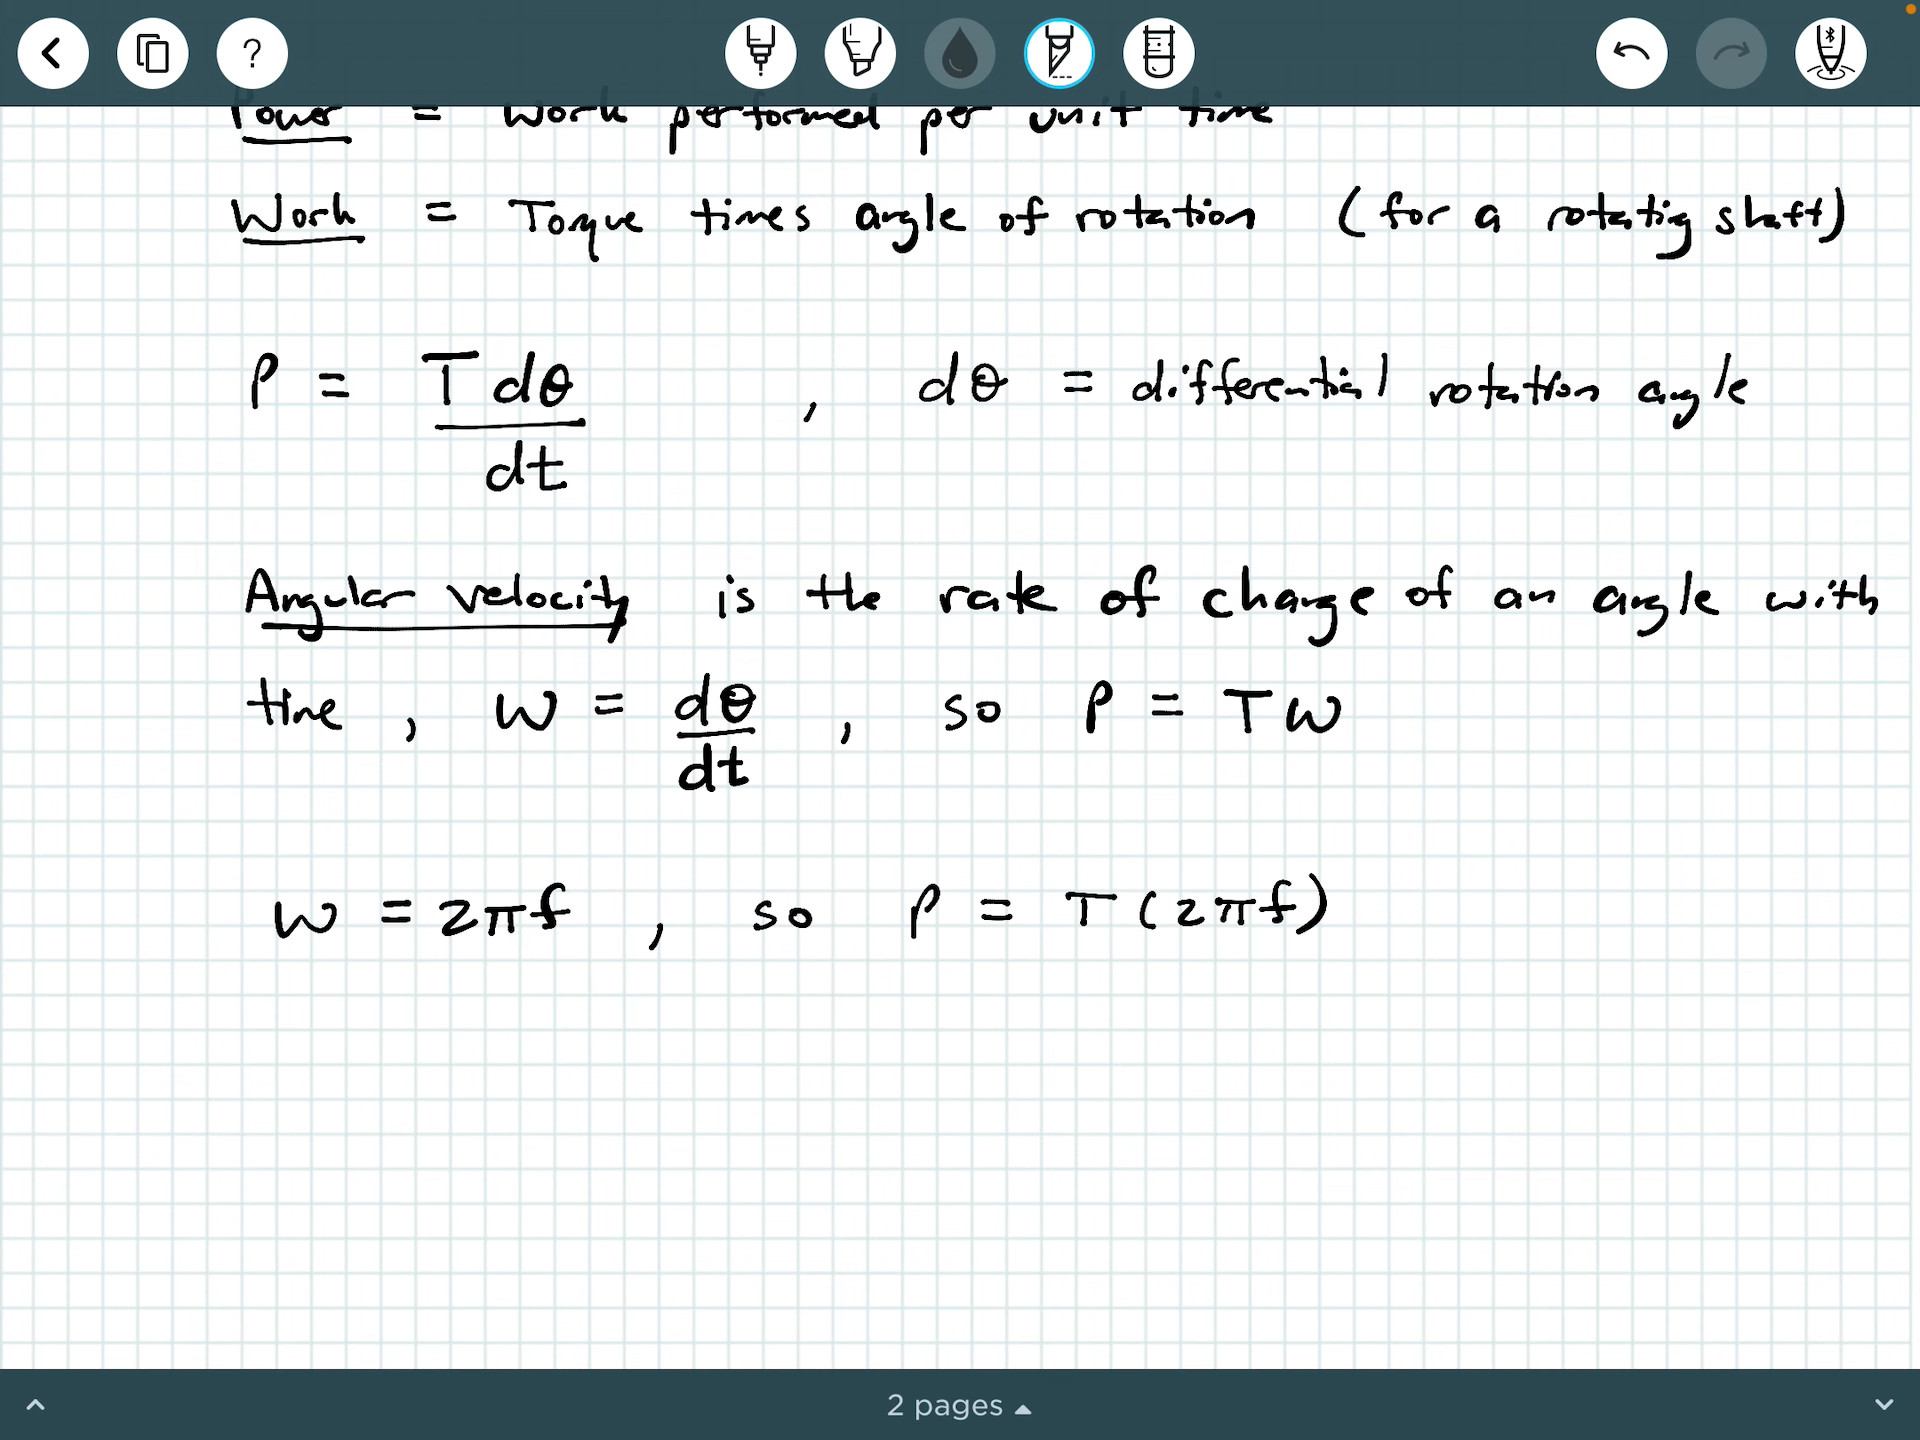 ?
Power = Work performed per unit time
Work = Torque times angle of rotation (for a rotating shaft)
P = T dθ / dt , dθ = differential rotation angle
Angular velocity is the rate of change of an angle with
time , ω = dθ / dt , so P = Tω
ω = 2πf , so P = T(2πf)
2 pages